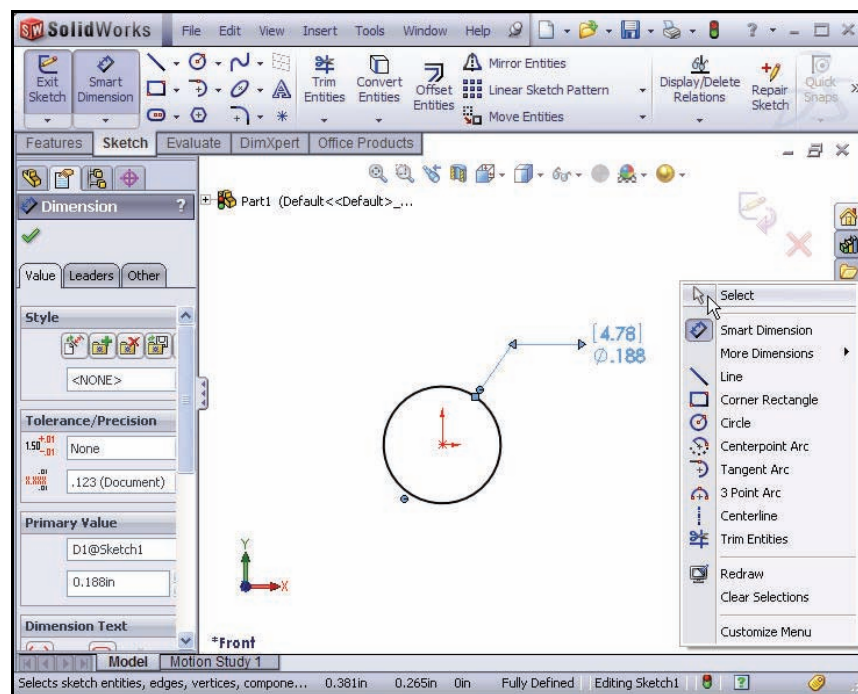 SolidWorks File Edit View Insert Tools Window Help
Exit Sketch
Smart Dimension
Trim Entities
Convert Entities
Offset Entities
Mirror Entities
Linear Sketch Pattern
Move Entities
Display/Delete Relations
Repair Sketch
Quick Snaps
Features Sketch Evaluate DimXpert Office Products
Dimension ?
Part1 (Default<<Default>_...
Value Leaders Other
Style
<NONE>
Tolerance/Precision
None
.123 (Document)
Primary Value
D1@Sketch1
0.188in
Dimension Text
[4.78]
Ø.188
Y
X
*Front
Select
Smart Dimension
More Dimensions
Line
Corner Rectangle
Circle
Centerpoint Arc
Tangent Arc
3 Point Arc
Centerline
Trim Entities
Redraw
Clear Selections
Customize Menu
Model Motion Study 1
Selects sketch entities, edges, vertices, compone... 0.381in 0.265in 0in Fully Defined Editing Sketch1